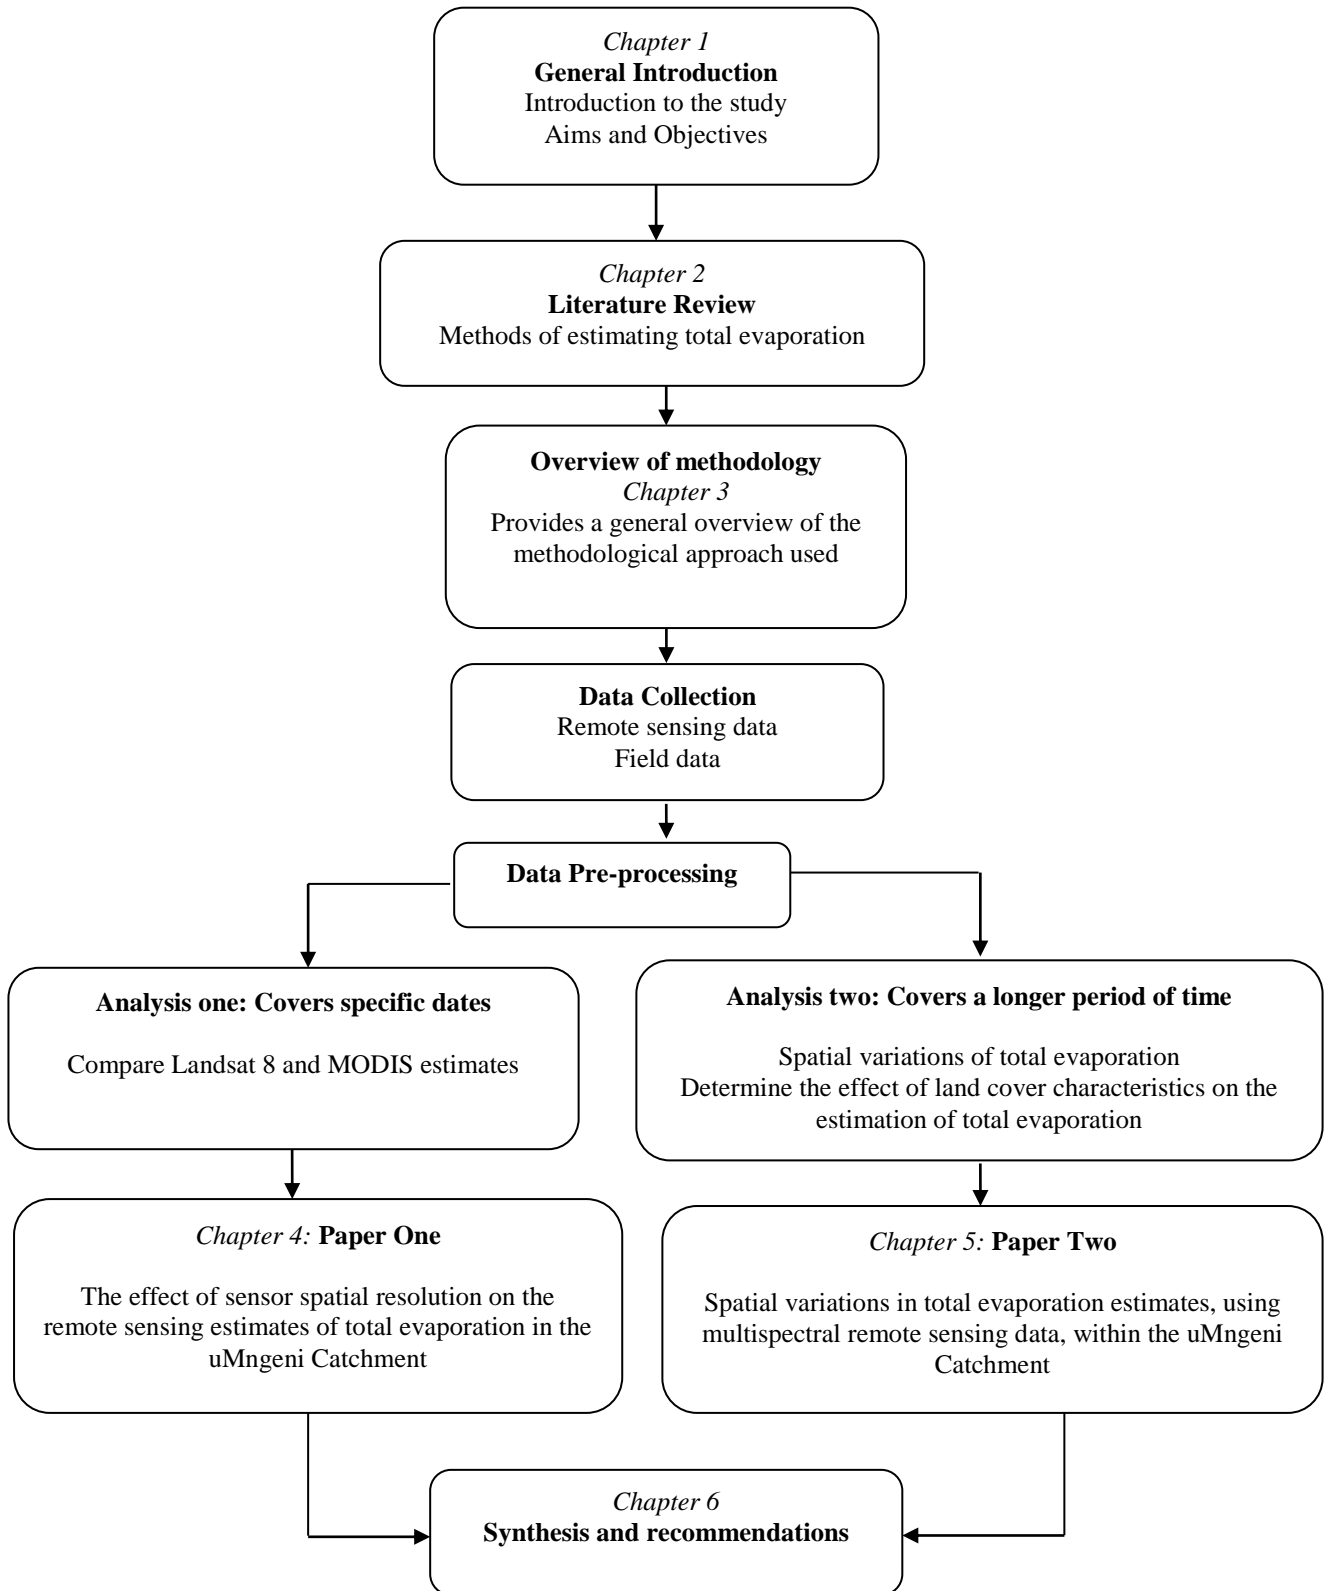 Chapter 1
General Introduction
Introduction to the study
Aims and Objectives
Chapter 2
Literature Review
Methods of estimating total evaporation
Overview of methodology
Chapter 3
Provides a general overview of the
methodological approach used
Data Collection
Remote sensing data
Field data
Data Pre-processing
Analysis one: Covers specific dates
Compare Landsat 8 and MODIS estimates
Analysis two: Covers a longer period of time
Spatial variations of total evaporation
Determine the effect of land cover characteristics on the
estimation of total evaporation
Chapter 4: Paper One
The effect of sensor spatial resolution on the
remote sensing estimates of total evaporation in the
uMngeni Catchment
Chapter 5: Paper Two
Spatial variations in total evaporation estimates, using
multispectral remote sensing data, within the uMngeni
Catchment
Chapter 6
Synthesis and recommendations